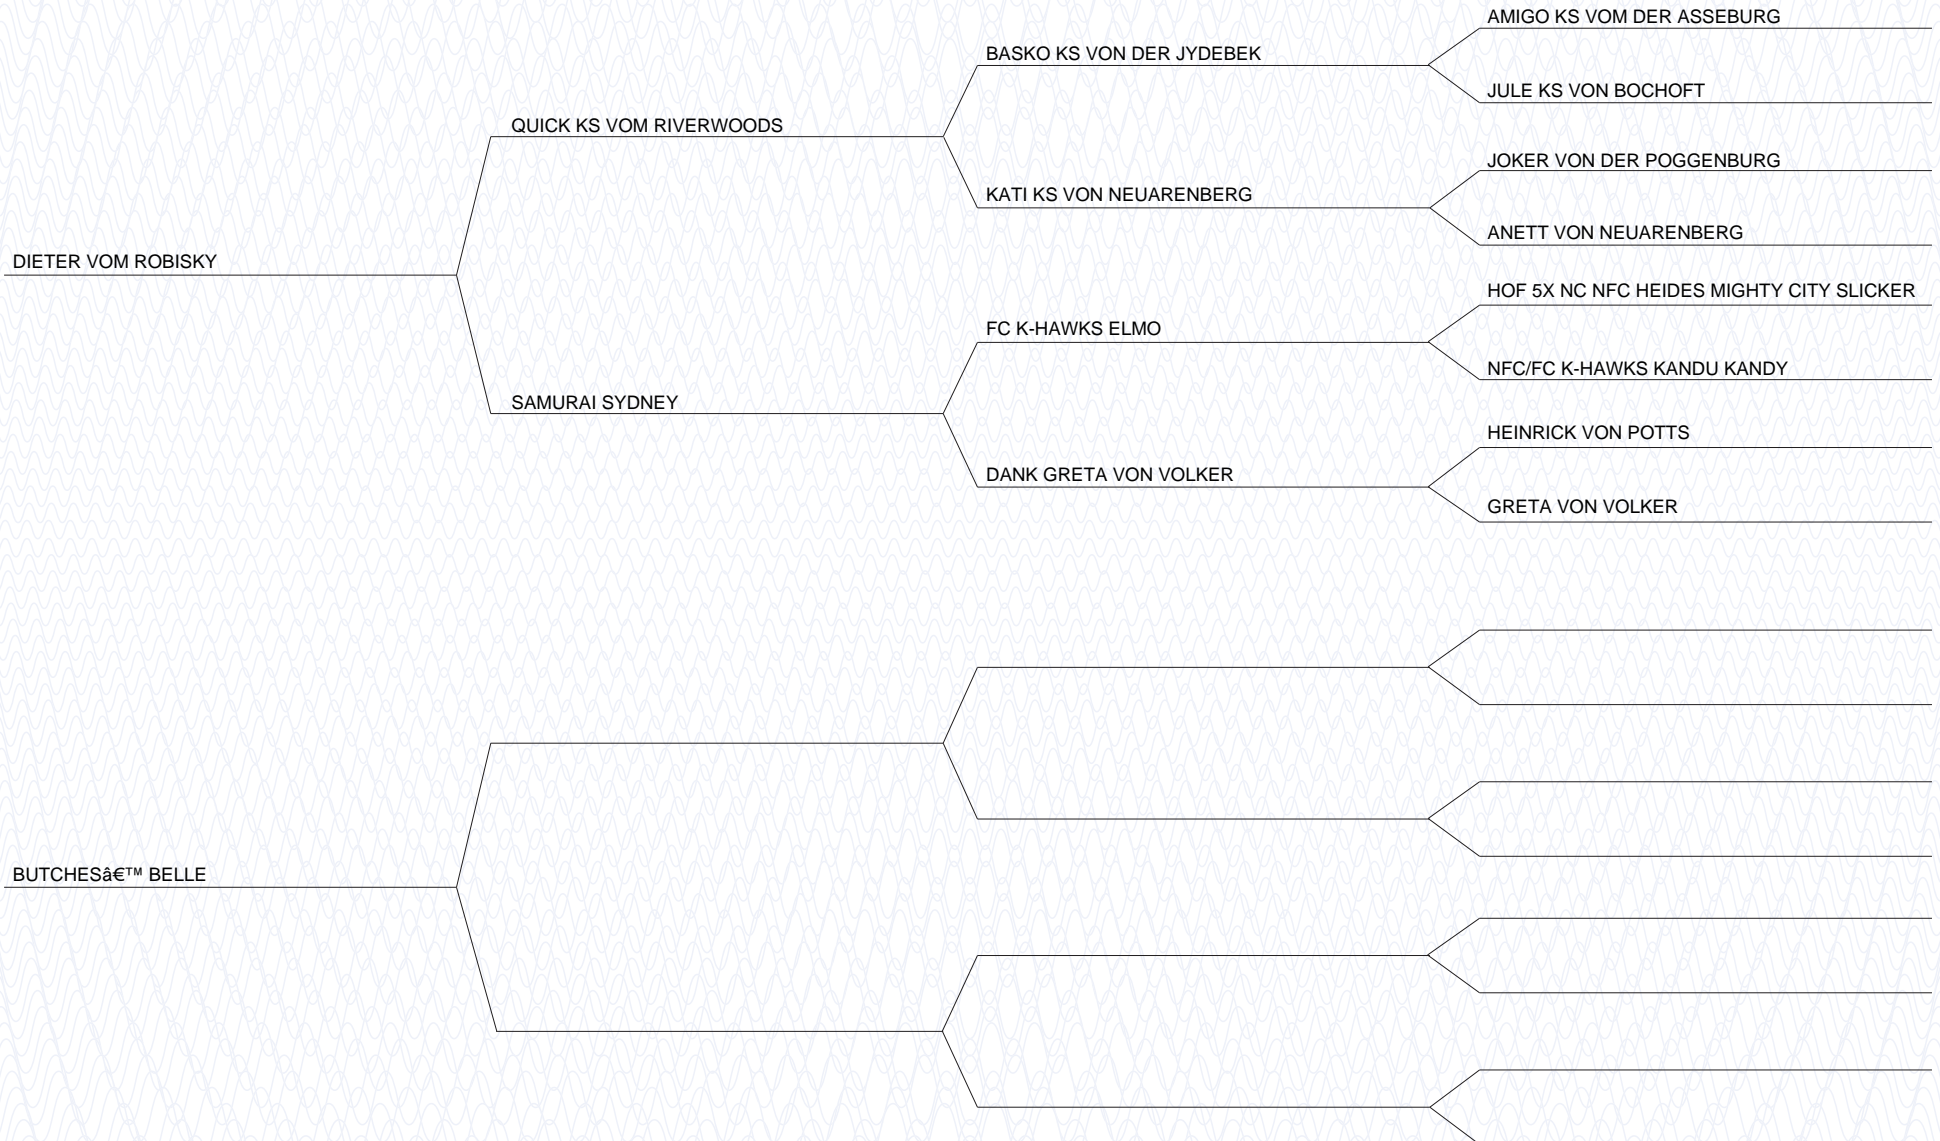 AMIGO KS VOM DER ASSEBURG
BASKO KS VON DER JYDEBEK
JULE KS VON BOCHOFT
QUICK KS VOM RIVERWOODS
JOKER VON DER POGGENBURG
KATI KS VON NEUARENBERG
ANETT VON NEUARENBERG
DIETER VOM ROBISKY
HOF 5X NC NFC HEIDES MIGHTY CITY SLICKER
FC K-HAWKS ELMO
NFC/FC K-HAWKS KANDU KANDY
SAMURAI SYDNEY
HEINRICK VON POTTS
DANK GRETA VON VOLKER
GRETA VON VOLKER
BUTCHESâ€™ BELLE